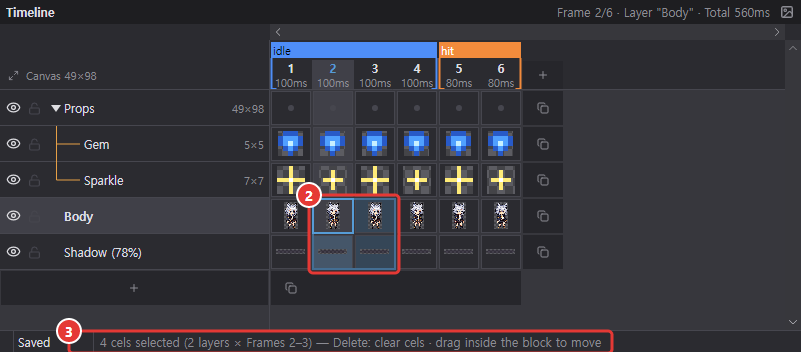 Timeline
Frame 2/6 · Layer "Body" · Total 560ms
idle
hit
1 2 3 4 5 6 +
100ms 100ms 100ms 100ms 80ms 80ms
Canvas 49×98
Props 49×98
Gem 5×5
Sparkle 7×7
2
Body
Shadow (78%)
+
3
Saved
4 cels selected (2 layers × Frames 2–3) — Delete: clear cels · drag inside the block to move